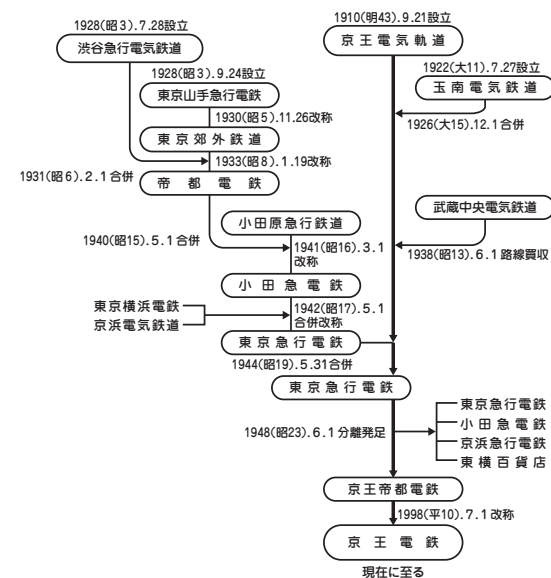 1928(昭3).7.28設立
渋谷急行電気鉄道
1928(昭3).9.24設立
東京山手急行電鉄
1930(昭5).11.26改称
東京郊外鉄道
1933(昭8).1.19改称
1931(昭6).2.1合併
帝都電鉄
1940(昭15).5.1合併
小田原急行鉄道
1941(昭16).3.1
改称
小田急電鉄
東京横浜電鉄
京浜電気鉄道
1942(昭17).5.1
合併改称
東京急行電鉄
1944(昭19).5.31合併
1910(明43).9.21設立
京王電気軌道
1922(大11).7.27設立
玉南電気鉄道
1926(大15).12.1合併
武蔵中央電気鉄道
1938(昭13).6.1路線買収
東京急行電鉄
1948(昭23).6.1分離発足
東京急行電鉄
小田急電鉄
京浜急行電鉄
東横百貨店
京王帝都電鉄
1998(平10).7.1改称
京王電鉄
現在に至る